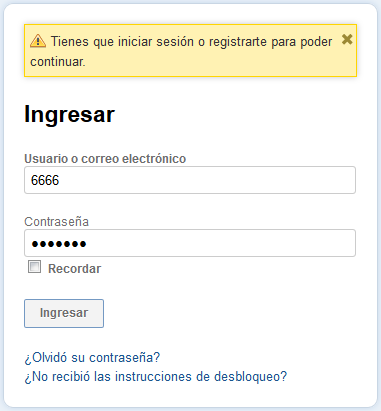 Tienes que iniciar sesión o registrarte para poder
continuar.
Ingresar
Usuario o correo electrónico
6666
Contraseña
•••••••
Recordar
Ingresar
¿Olvidó su contraseña?
¿No recibió las instrucciones de desbloqueo?